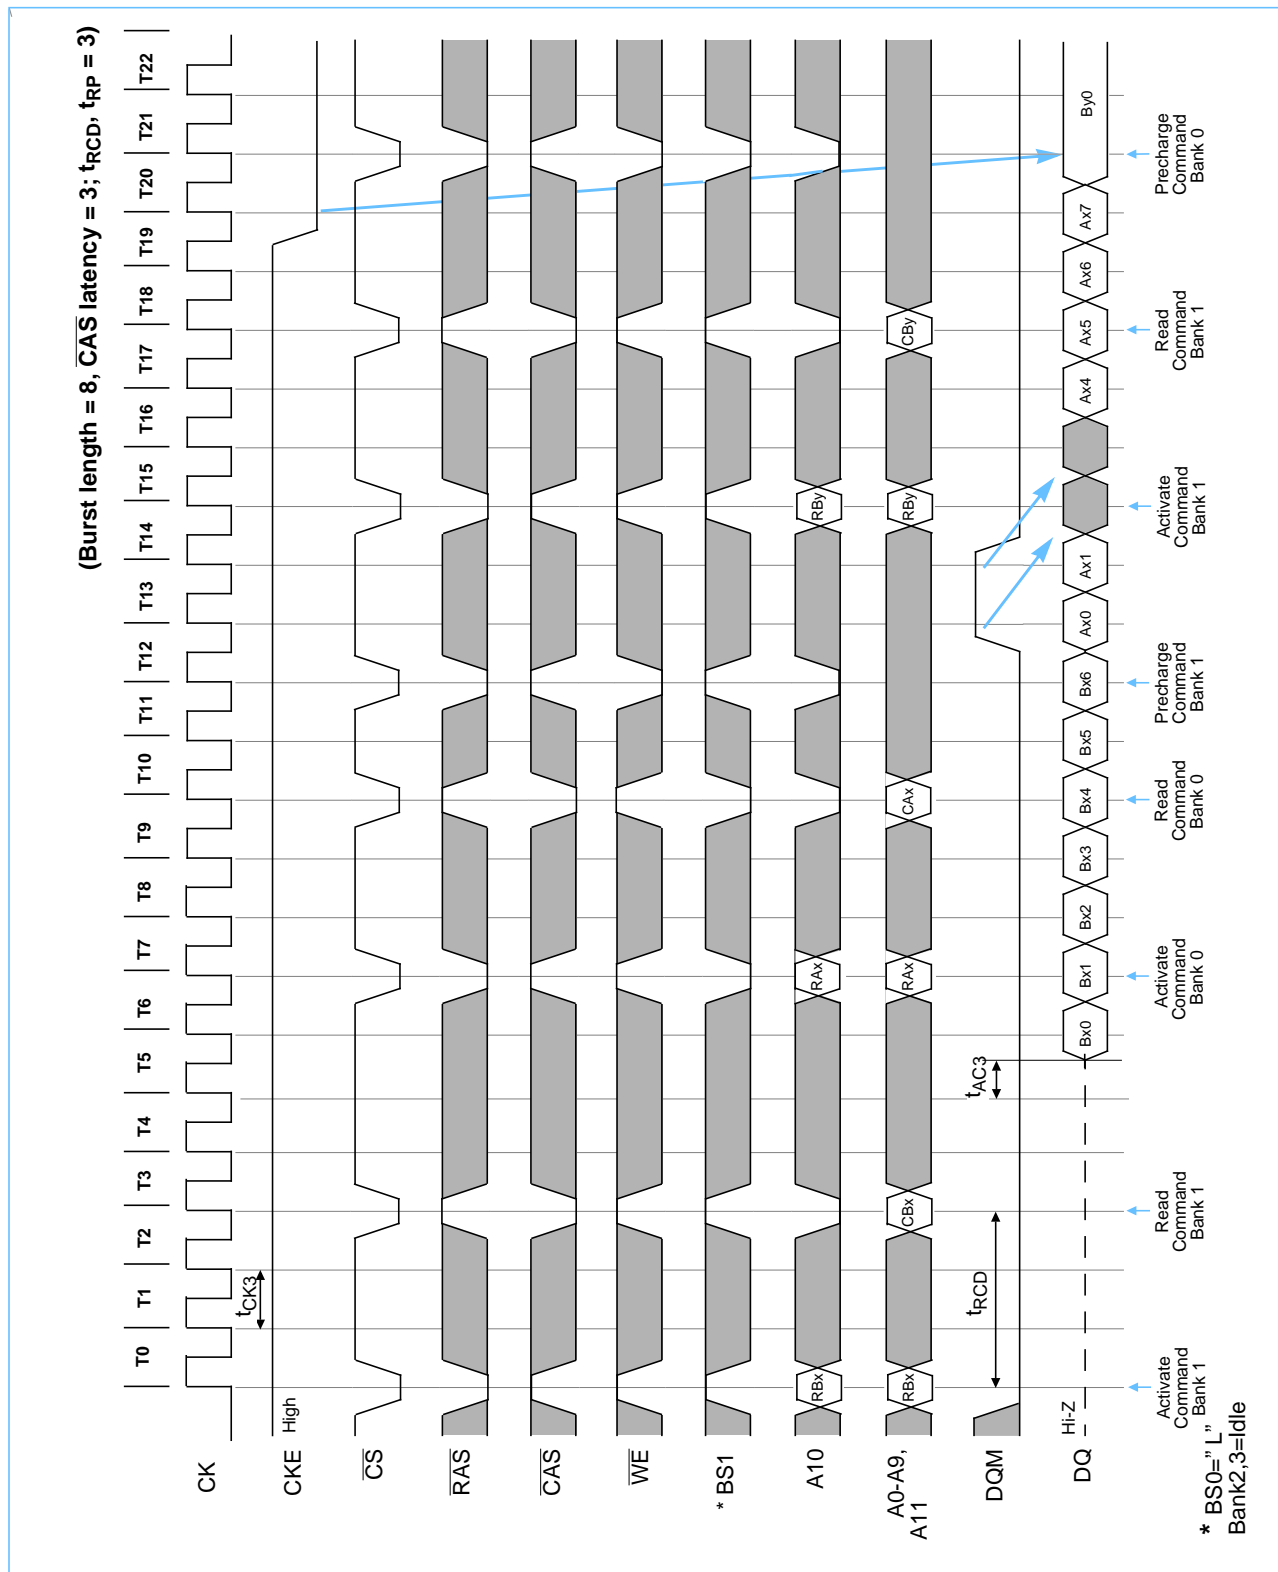 (Burst length = 8, CAS latency = 3; tRCD, tRP = 3)
T0 T1 T2 T3 T4 T5 T6 T7 T8 T9 T10 T11 T12 T13 T14 T15 T16 T17 T18 T19 T20 T21 T22
CK
tCK3
CKE
High
CS
RAS
CAS
WE
* BS1
A10
RBx RAx RBy
A0-A9,
A11
RBx CBx RAx CAx RBy CBy
DQM
tRCD
tAC3
DQ
Hi-Z
Bx0 Bx1 Bx2 Bx3 Bx4 Bx5 Bx6 Ax0 Ax1 Ax4 Ax5 Ax6 Ax7 By0
Activate
Command
Bank 1
Read
Command
Bank 1
Activate
Command
Bank 0
Read
Command
Bank 0
Precharge
Command
Bank 1
Activate
Command
Bank 1
Read
Command
Bank 1
Precharge
Command
Bank 0
* BS0=”L”
Bank2,3=Idle